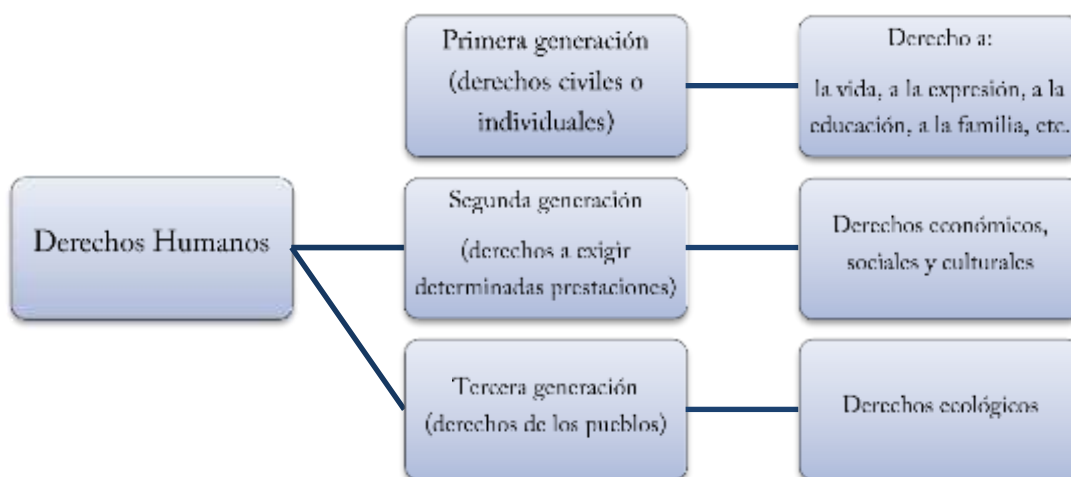 Primera generación
(derechos civiles o
individuales)
Derecho a:
la vida, a la expresión, a la
educación, a la familia, etc.
Derechos Humanos
Segunda generación
(derechos a exigir
determinadas prestaciones)
Derechos económicos,
sociales y culturales
Tercera generación
(derechos de los pueblos)
Derechos ecológicos